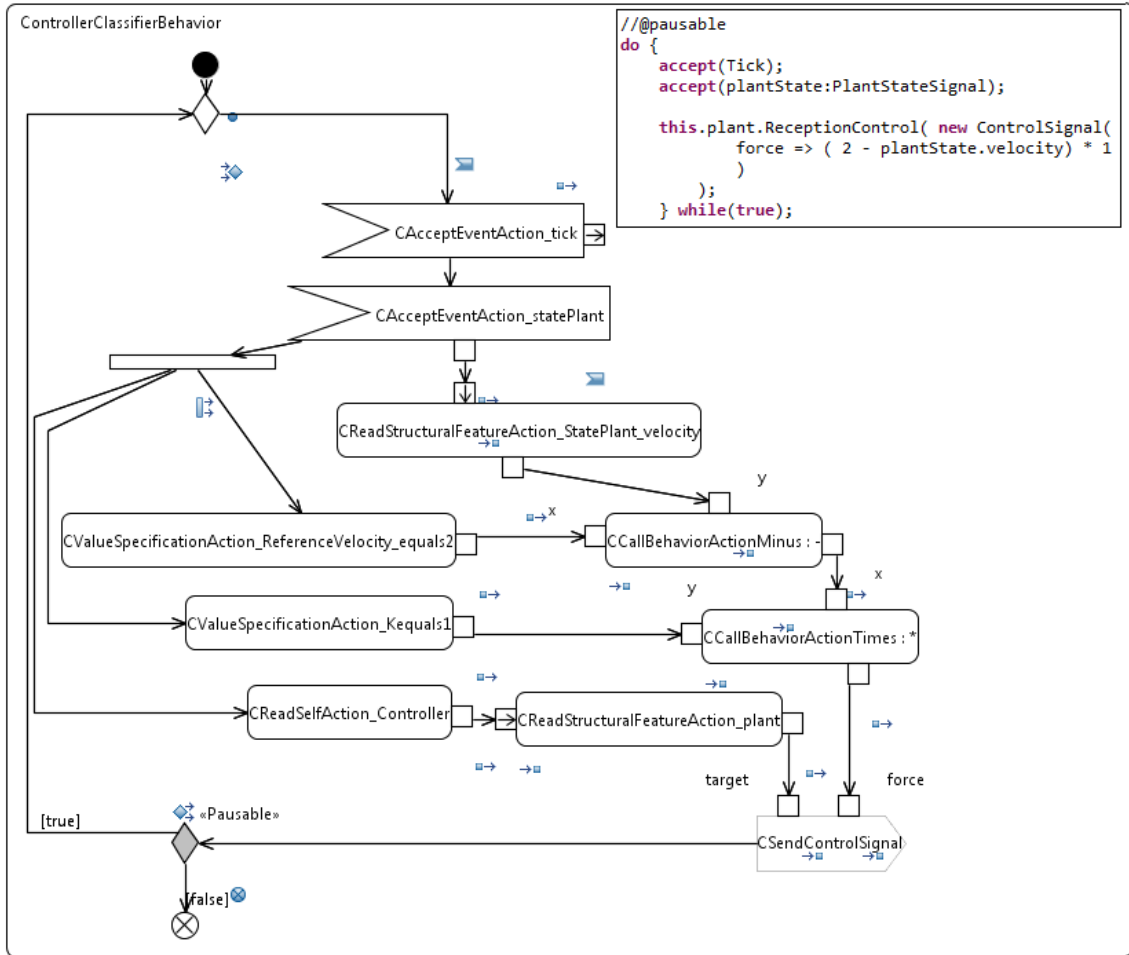 ControllerClassifierBehavior
//@pausable
do {
accept(Tick);
accept(plantState:PlantStateSignal);
this.plant.ReceptionControl( new ControlSignal(
force => ( 2 - plantState.velocity) * 1
)
);
} while(true);
CAcceptEventAction_tick
CAcceptEventAction_statePlant
CReadStructuralFeatureAction_StatePlant_velocity
y
x
CValueSpecificationAction_ReferenceVelocity_equals2
CCallBehaviorActionMinus : -
x
y
CValueSpecificationAction_Kequals1
CCallBehaviorActionTimes : *
CReadSelfAction_Controller
CReadStructuralFeatureAction_plant
target
force
«Pausable»
[true]
CSendControlSignal
[false]